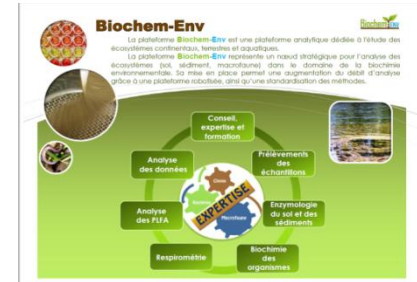 Biochem-Env
Biochem
La plateforme Biochem-Env est une plateforme analytique dédiée à l'étude des
écosystèmes continentaux, terrestres et aquatiques.
La plateforme Biochem-Env représente un nœud stratégique pour l'analyse des
écosystèmes (sol, sédiment, macrofaune) dans le domaine de la biochimie
environnementale. Sa mise en place permet une augmentation du débit d'analyse
grâce à une plateforme robotisée, ainsi qu'une standardisation des méthodes.
Conseil,
expertise et
formation
Prélèvements
des
échantillons
Enzymologie
du sol et des
sédiments
Biochimie
des
organismes
Respirométrie
Analyse
des PLFA
Analyse
des données
EXPERTISE